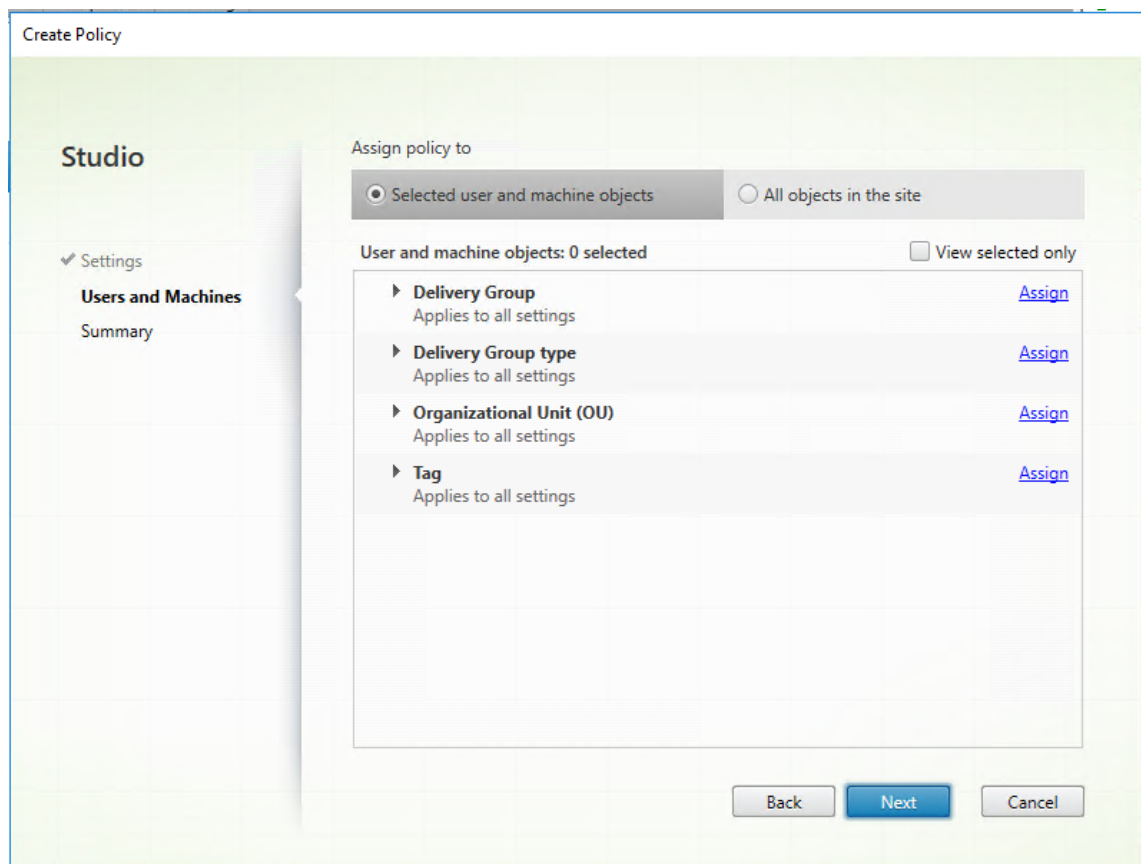 Create Policy
Studio
Settings
Users and Machines
Summary
Assign policy to
Selected user and machine objects
All objects in the site
User and machine objects: 0 selected
View selected only
Delivery Group
Assign
Applies to all settings
Delivery Group type
Assign
Applies to all settings
Organizational Unit (OU)
Assign
Applies to all settings
Tag
Assign
Applies to all settings
Back
Next
Cancel